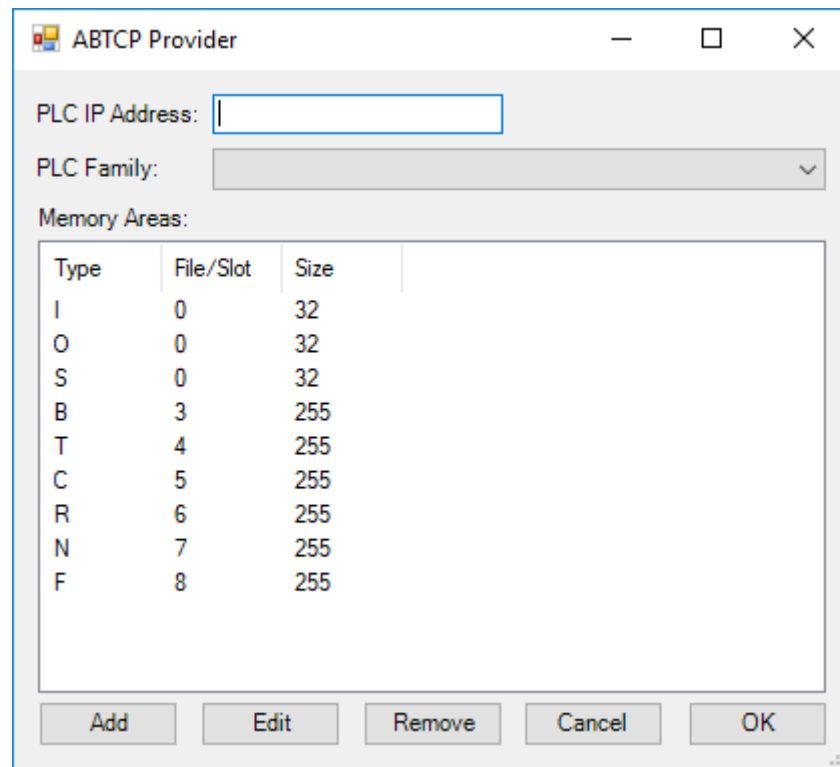 ABTCP Provider
PLC IP Address:
PLC Family:
Memory Areas:
Type File/Slot Size
I 0 32
O 0 32
S 0 32
B 3 255
T 4 255
C 5 255
R 6 255
N 7 255
F 8 255
Add Edit Remove Cancel OK